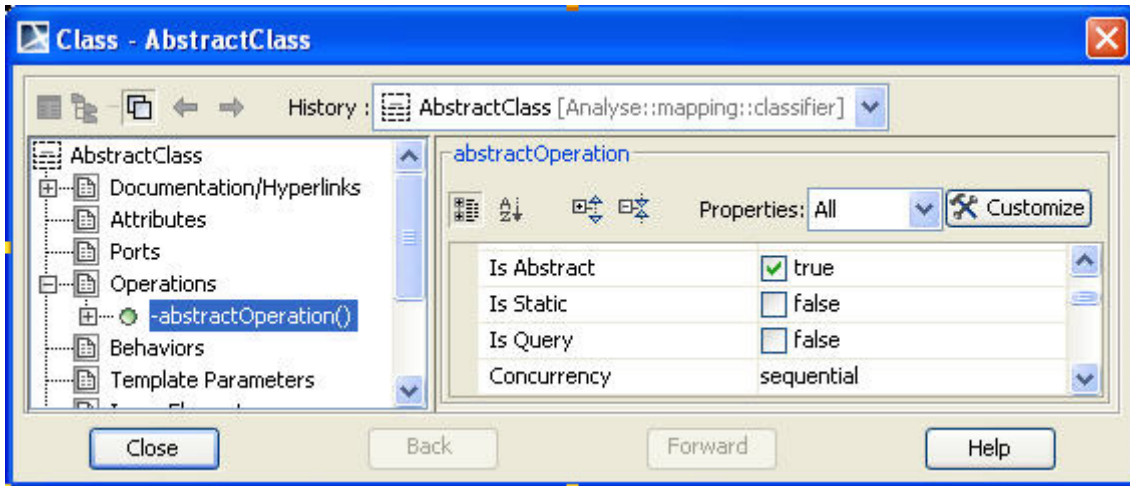 Class - AbstractClass
History : AbstractClass [Analyse::mapping::classifier]
AbstractClass
Documentation/Hyperlinks
Attributes
Ports
Operations
-abstractOperation()
Behaviors
Template Parameters
abstractOperation
Properties: All Customize
Is Abstract true
Is Static false
Is Query false
Concurrency sequential
Close Back Forward Help